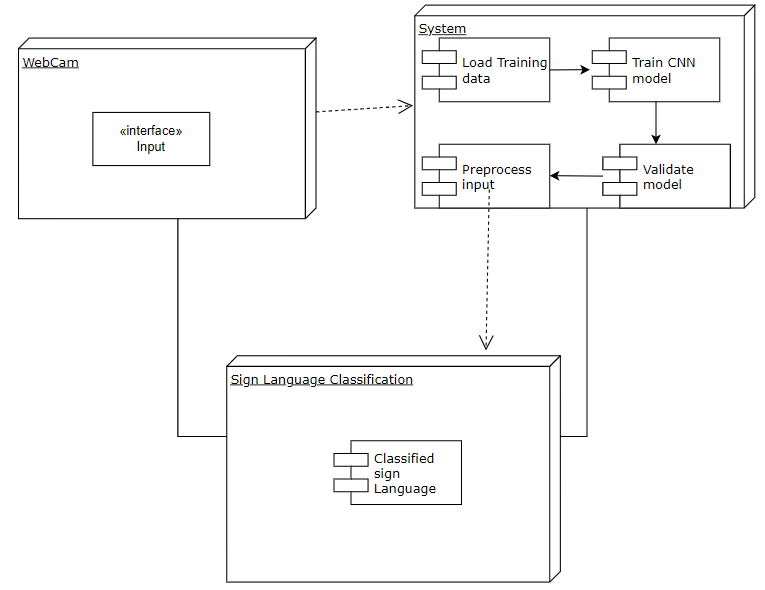 System
Load Training
data
Train CNN
model
WebCam
«interface»
Input
Preprocess
input
Validate
model
Sign Language Classification
Classified
sign
Language